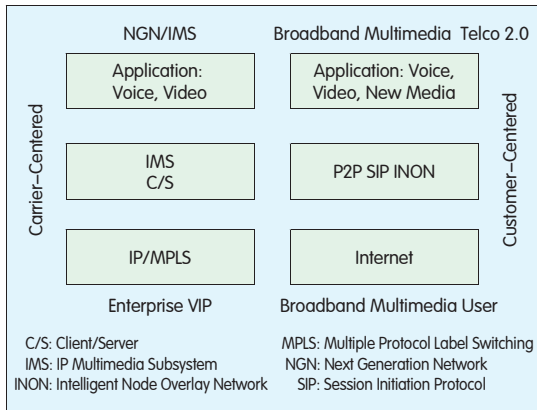 NGN/IMS
Broadband Multimedia Telco 2.0
Carrier–Centered
Application:
Voice, Video
Application: Voice,
Video, New Media
Customer–Centered
IMS
C/S
P2P SIP INON
IP/MPLS
Internet
Enterprise VIP
Broadband Multimedia User
C/S: Client/Server
IMS: IP Multimedia Subsystem
INON: Intelligent Node Overlay Network
MPLS: Multiple Protocol Label Switching
NGN: Next Generation Network
SIP: Session Initiation Protocol